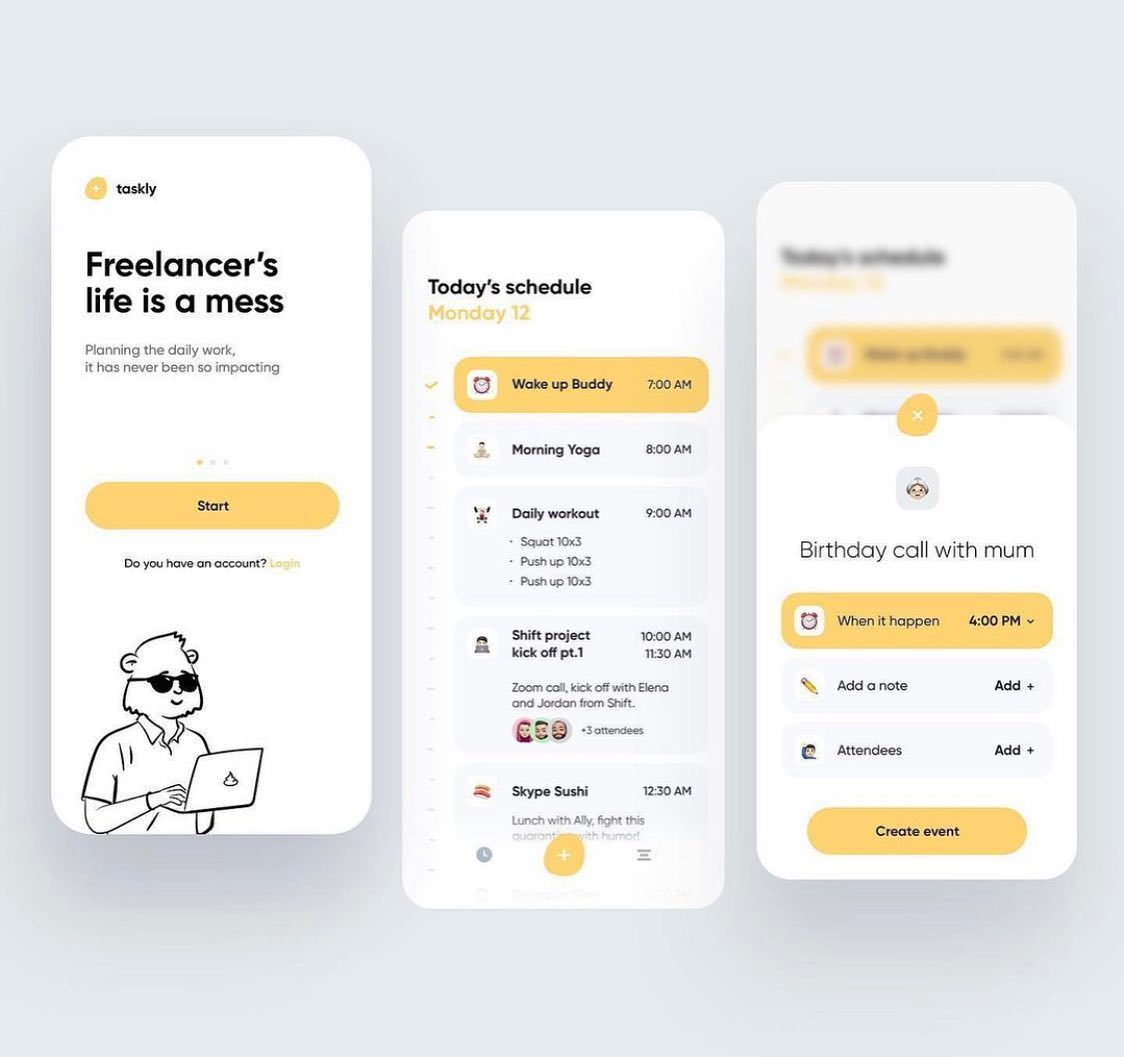 taskly
Freelancer's
life is a mess
Planning the daily work,
it has never been so impacting
Start
Do you have an account? Login
Today's schedule
Monday 12
Wake up Buddy 7:00 AM
Morning Yoga 8:00 AM
Daily workout 9:00 AM
· Squat 10x3
· Push up 10x3
· Push up 10x3
Shift project 10:00 AM
kick off pt.1 11:30 AM
Zoom call, kick off with Elena
and Jordan from Shift.
+3 attendees
Skype Sushi 12:30 AM
Lunch with Ally, fight this
quarantine with humor!
Today's schedule
Monday 12
Wake up Buddy
Birthday call with mum
When it happen 4:00 PM
Add a note Add +
Attendees Add +
Create event